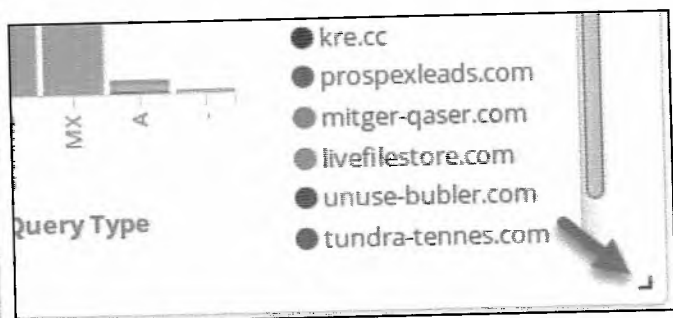 kre.cc
prospexleads.com
mitger-qaser.com
livefilestore.com
unuse-bubler.com
tundra-tennes.com
MX
A
-
Query Type